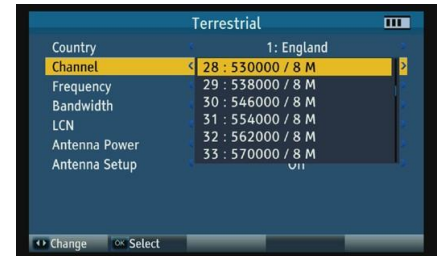 Terrestrial
Country 1: England
Channel 28 : 530000 / 8 M
Frequency 29 : 538000 / 8 M
Bandwidth 30 : 546000 / 8 M
LCN 31 : 554000 / 8 M
Antenna Power 32 : 562000 / 8 M
Antenna Setup 33 : 570000 / 8 M
Change OK Select